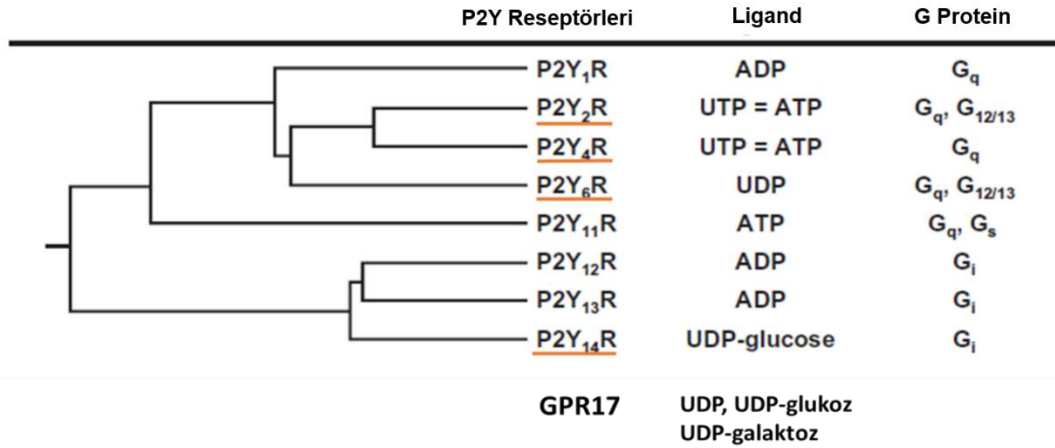 P2Y Reseptörleri Ligand G Protein
P2Y₁R ADP Gq
P2Y₂R UTP = ATP Gq, G₁₂/₁₃
P2Y₄R UTP = ATP Gq
P2Y₆R UDP Gq, G₁₂/₁₃
P2Y₁₁R ATP Gq, Gs
P2Y₁₂R ADP Gi
P2Y₁₃R ADP Gi
P2Y₁₄R UDP-glucose Gi
GPR17 UDP, UDP-glukoz
UDP-galaktoz